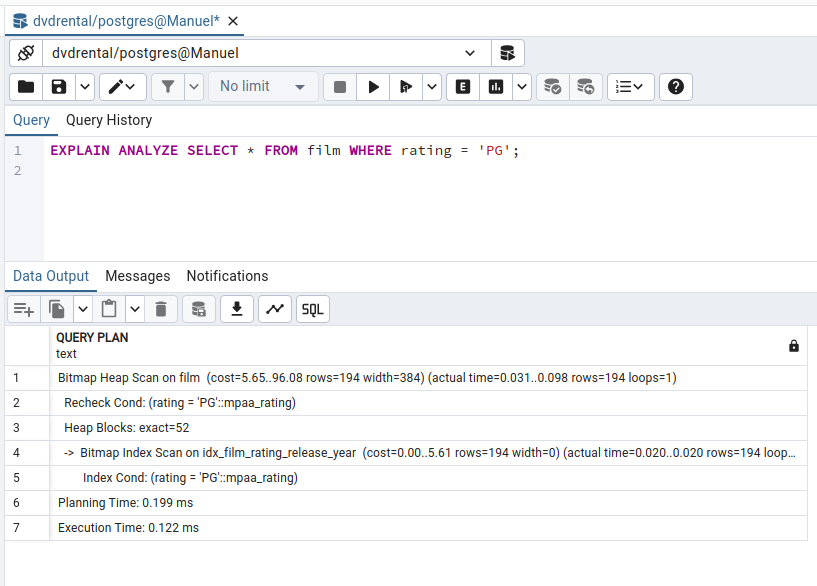 dvdrental/postgres@Manuel*
dvdrental/postgres@Manuel
No limit
E
Query Query History
1 EXPLAIN ANALYZE SELECT * FROM film WHERE rating = 'PG';
2
Data Output Messages Notifications
SQL
QUERY PLAN
text
1 Bitmap Heap Scan on film (cost=5.65..96.08 rows=194 width=384) (actual time=0.031..0.098 rows=194 loops=1)
2 Recheck Cond: (rating = 'PG'::mpaa_rating)
3 Heap Blocks: exact=52
4 -> Bitmap Index Scan on idx_film_rating_release_year (cost=0.00..5.61 rows=194 width=0) (actual time=0.020..0.020 rows=194 loop...
5 Index Cond: (rating = 'PG'::mpaa_rating)
6 Planning Time: 0.199 ms
7 Execution Time: 0.122 ms